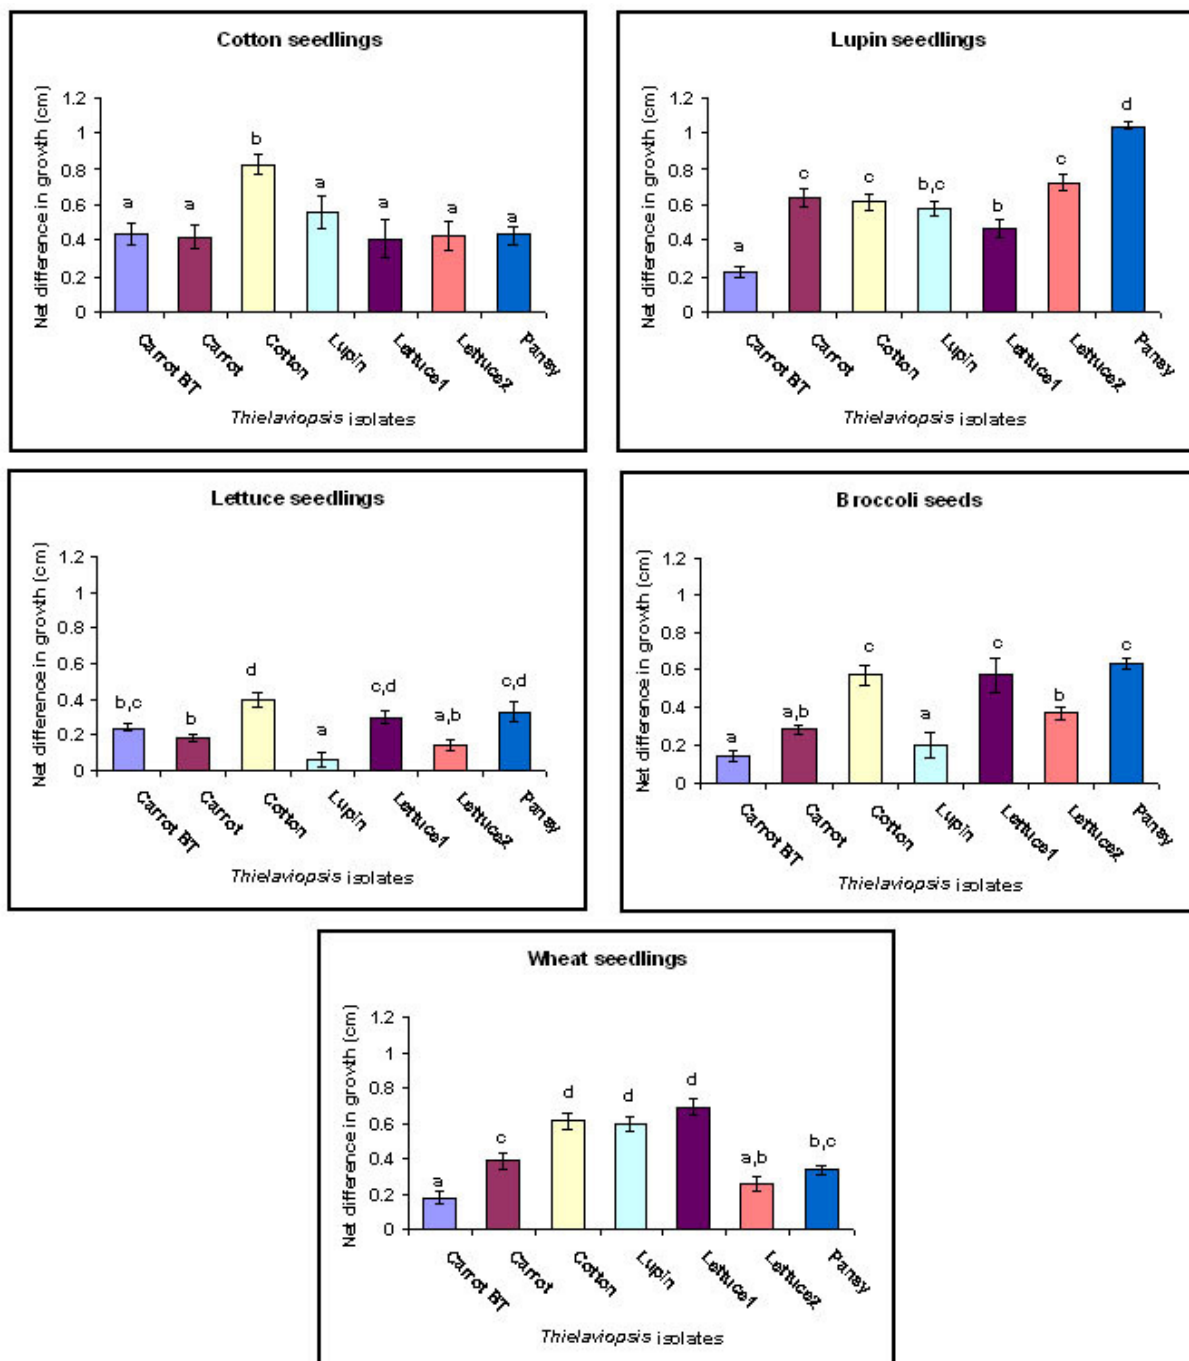 Cotton seedlings
Net difference in growth (cm)
1.2
1
0.8
0.6
0.4
0.2
0
a
a
b
a
a
a
a
Carrot BT
Carrot
Cotton
Lupin
Lettuce1
Lettuce2
Pansy
Thielaviopsis isolates
Lupin seedlings
Net difference in growth (cm)
1.2
1
0.8
0.6
0.4
0.2
0
a
c
c
b,c
b
c
d
Carrot BT
Carrot
Cotton
Lupin
Lettuce1
Lettuce2
Pansy
Thielaviopsis isolates
Lettuce seedlings
Net difference in growth (cm)
1.2
1
0.8
0.6
0.4
0.2
0
b,c
b
d
a
c,d
a,b
c,d
Carrot BT
Carrot
Cotton
Lupin
Lettuce1
Lettuce2
Pansy
Thielaviopsis isolates
Broccoli seeds
Net difference in growth (cm)
1.2
1
0.8
0.6
0.4
0.2
0
a
a,b
c
a
c
b
c
Carrot BT
Carrot
Cotton
Lupin
Lettuce1
Lettuce2
Pansy
Thielaviopsis isolates
Wheat seedlings
Net difference in growth (cm)
1.2
1
0.8
0.6
0.4
0.2
0
a
c
d
d
d
a,b
b,c
Carrot BT
Carrot
Cotton
Lupin
Lettuce1
Lettuce2
Pansy
Thielaviopsis isolates